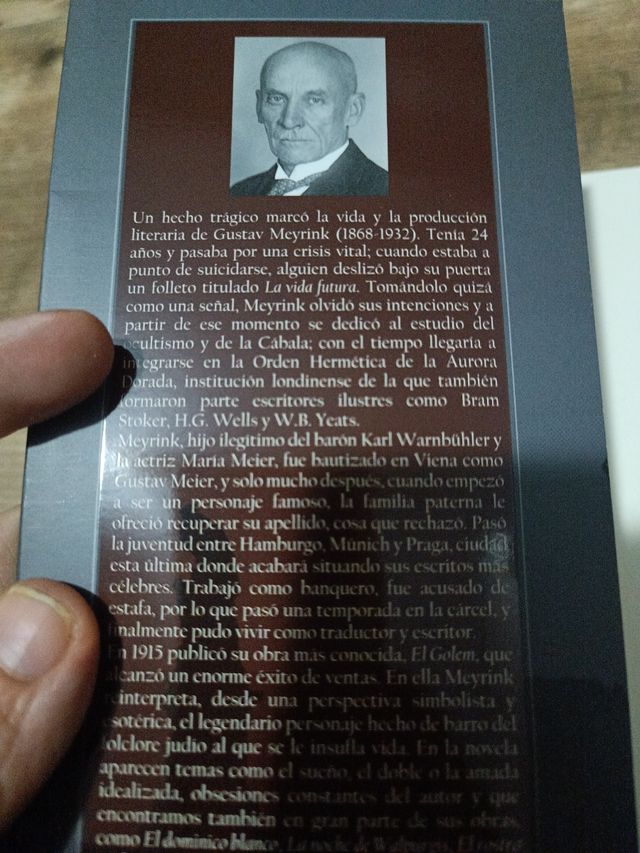 Un hecho trágico marcó la vida y la producción
literaria de Gustav Meyrink (1868-1932). Tenía 24
años y pasaba por una crisis vital; cuando estaba a
punto de suicidarse, alguien deslizó bajo su puerta
un folleto titulado La vida futura. Tomándolo quizá
como una señal, Meyrink olvidó sus intenciones y a
partir de ese momento se dedicó al estudio del
ocultismo y de la Cábala; con el tiempo llegaría a
integrarse en la Orden Hermética de la Aurora
Dorada, institución londinense de la que también
formaron parte escritores ilustres como Bram
Stoker, H.G. Wells y W.B. Yeats.
Meyrink, hijo ilegítimo del barón Karl Warnbühler y
la actriz María Meier, fue bautizado en Viena como
Gustav Meier, y solo mucho después, cuando empezó
a ser un personaje famoso, la familia paterna le
ofreció recuperar su apellido, cosa que rechazó. Pasó
la juventud entre Hamburgo, Múnich y Praga, ciudad
esta última donde acabará situando sus escritos más
célebres. Trabajó como banquero, fue acusado de
estafa, por lo que pasó una temporada en la cárcel, y
finalmente pudo vivir como traductor y escritor.
En 1915 publicó su obra más conocida, El Golem, que
alcanzó un enorme éxito de ventas. En ella Meyrink
reinterpreta, desde una perspectiva simbolista y
esotérica, el legendario personaje hecho de barro del
folclore judío al que se le insufla vida. En la novela
aparecen temas como el sueño, el doble o la amada
idealizada, obsesiones constantes del autor y que
encontramos también en gran parte de sus obras,
como El dominico blanco, La noche de Walburga, El rostro